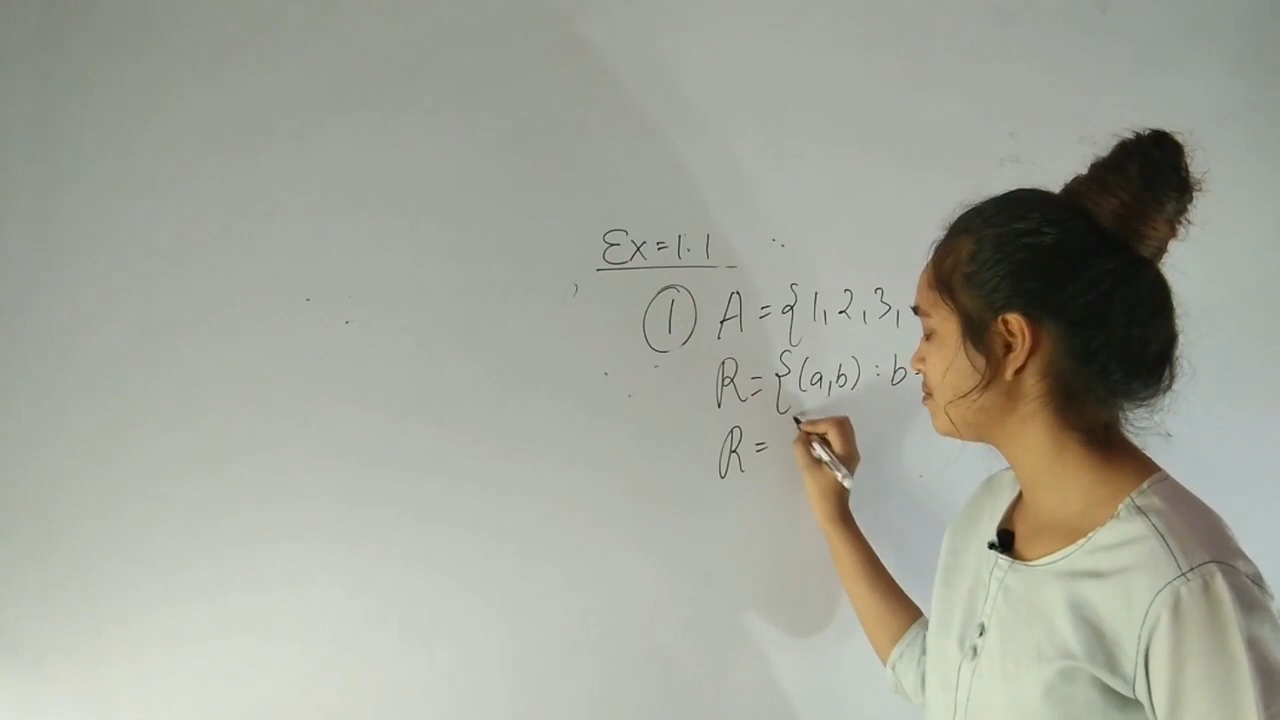 Ex=1.1
① A={1,2,3,
R={(a,b) : b
R=